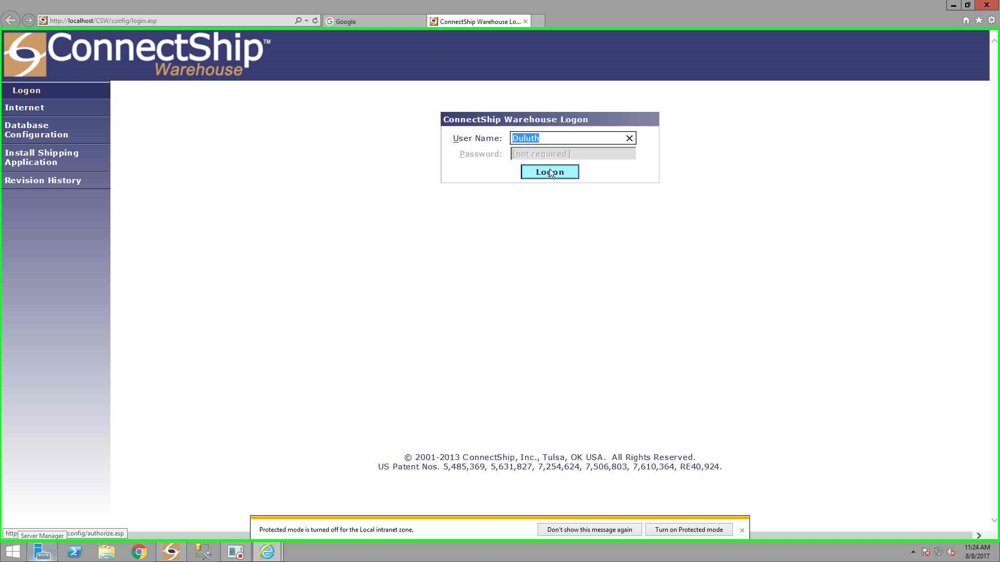 http://localhost/CSW/config/login.asp
Google
ConnectShip Warehouse Lo...
ConnectShip™
Warehouse
Logon
Internet
Database
Configuration
Install Shipping
Application
Revision History
ConnectShip Warehouse Logon
User Name: Duluth
Password: [not required]
Logon
© 2001-2013 ConnectShip, Inc., Tulsa, OK USA. All Rights Reserved.
US Patent Nos. 5,485,369, 5,631,827, 7,254,624, 7,506,803, 7,610,364, RE40,924.
Protected mode is turned off for the Local intranet zone.
Don't show this message again
Turn on Protected mode
http
config/authorize.asp
Server Manager
11:24 AM
8/8/2017